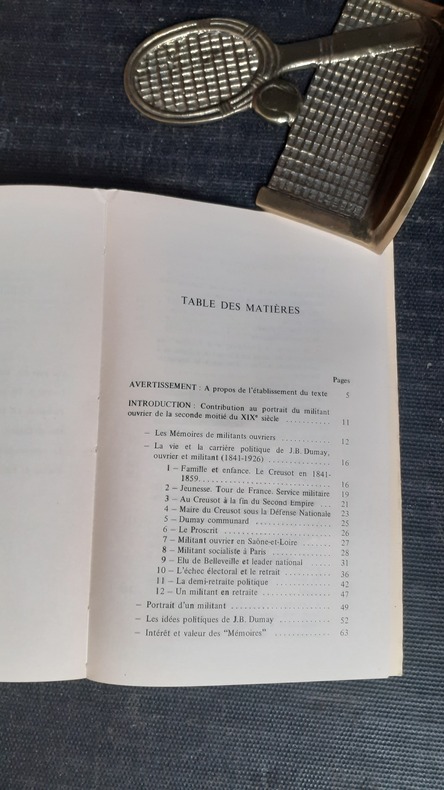 TABLE DES MATIÈRES
Pages
AVERTISSEMENT : A propos de l'établissement du texte 5
INTRODUCTION : Contribution au portrait du militant
ouvrier de la seconde moitié du XIXe siècle ........... 11
— Les Mémoires de militants ouvriers ............ 12
— La vie et la carrière politique de J.B. Dumay,
ouvrier et militant (1841-1926) ............... 16
1 — Famille et enfance. Le Creusot en 1841-
1859. ............................. 16
2 — Jeunesse. Tour de France. Service militaire 19
3 — Au Creusot à la fin du Second Empire ... 21
4 — Maire du Creusot sous la Défense Nationale 23
5 — Dumay communard .................. 25
6 — Le Proscrit ........................ 26
7 — Militant ouvrier en Saône-et-Loire ....... 27
8 — Militant socialiste à Paris .............. 28
9 — Elu de Belleville et leader national ....... 31
10 — L'échec électoral et le retrait ........... 36
11 — La demi-retraite politique ............. 42
12 — Un militant en retraite ................ 47
— Portrait d'un militant ........................ 49
— Les idées politiques de J.B. Dumay ............. 52
— Intérêt et valeur des "Mémoires" ............... 63